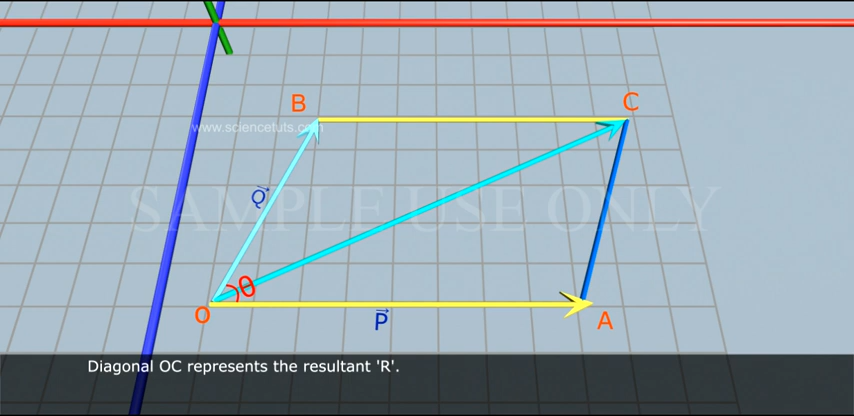 B
C
www.sciencetuts.com
Q⃗
SAMPLE USE ONLY
θ
O
P⃗
A
Diagonal OC represents the resultant 'R'.